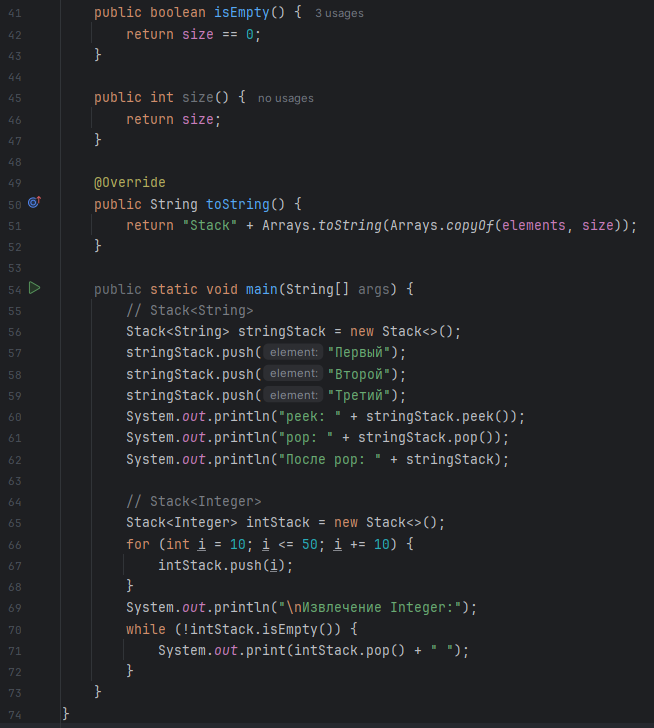 41 public boolean isEmpty() { 3 usages
42 return size == 0;
43 }
44
45 public int size() { no usages
46 return size;
47 }
48
49 @Override
50 public String toString() {
51 return "Stack" + Arrays.toString(Arrays.copyOf(elements, size));
52 }
53
54 public static void main(String[] args) {
55 // Stack<String>
56 Stack<String> stringStack = new Stack<>();
57 stringStack.push( element: "Первый");
58 stringStack.push( element: "Второй");
59 stringStack.push( element: "Третий");
60 System.out.println("peek: " + stringStack.peek());
61 System.out.println("pop: " + stringStack.pop());
62 System.out.println("После pop: " + stringStack);
63
64 // Stack<Integer>
65 Stack<Integer> intStack = new Stack<>();
66 for (int i = 10; i <= 50; i += 10) {
67 intStack.push(i);
68 }
69 System.out.println("\nИзвлечение Integer:");
70 while (!intStack.isEmpty()) {
71 System.out.print(intStack.pop() + " ");
72 }
73 }
74 }